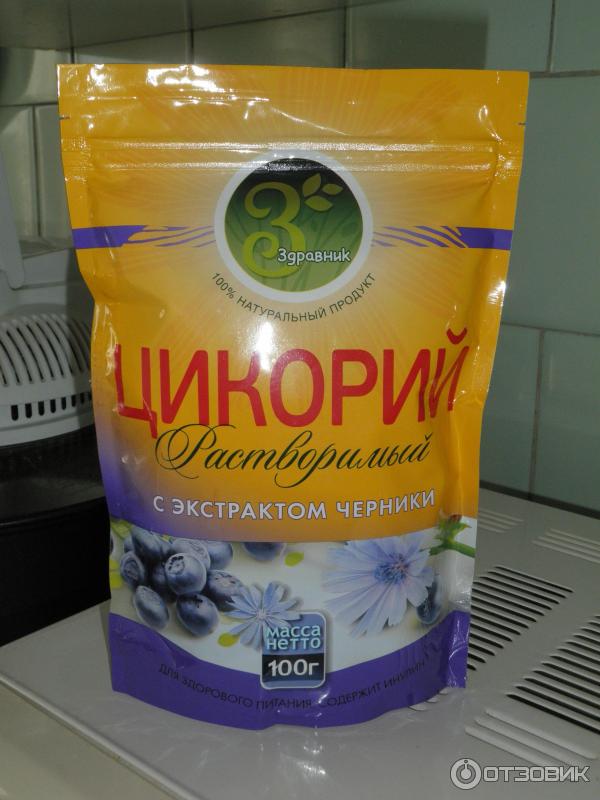 З
Здравник
100% НАТУРАЛЬНЫЙ ПРОДУКТ
ЦИКОРИЙ
Растворимый
С ЭКСТРАКТОМ ЧЕРНИКИ
масса
нетто
100г
ДЛЯ ЗДОРОВОГО ПИТАНИЯ. СОДЕРЖИТ ИНУЛИН
ОТЗОВИК